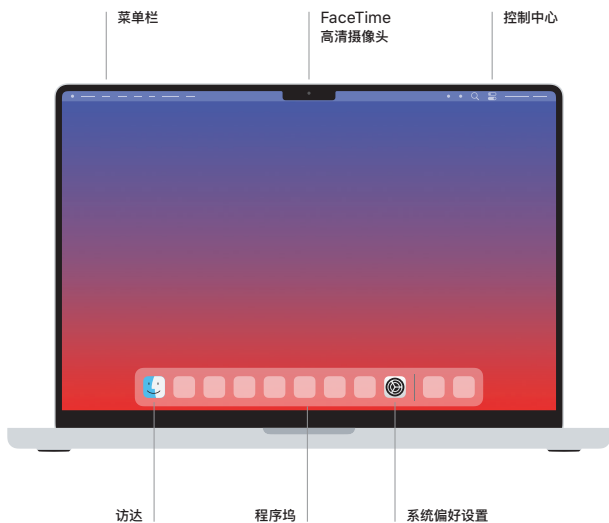 菜单栏
FaceTime
高清摄像头
控制中心
访达
程序坞
系统偏好设置